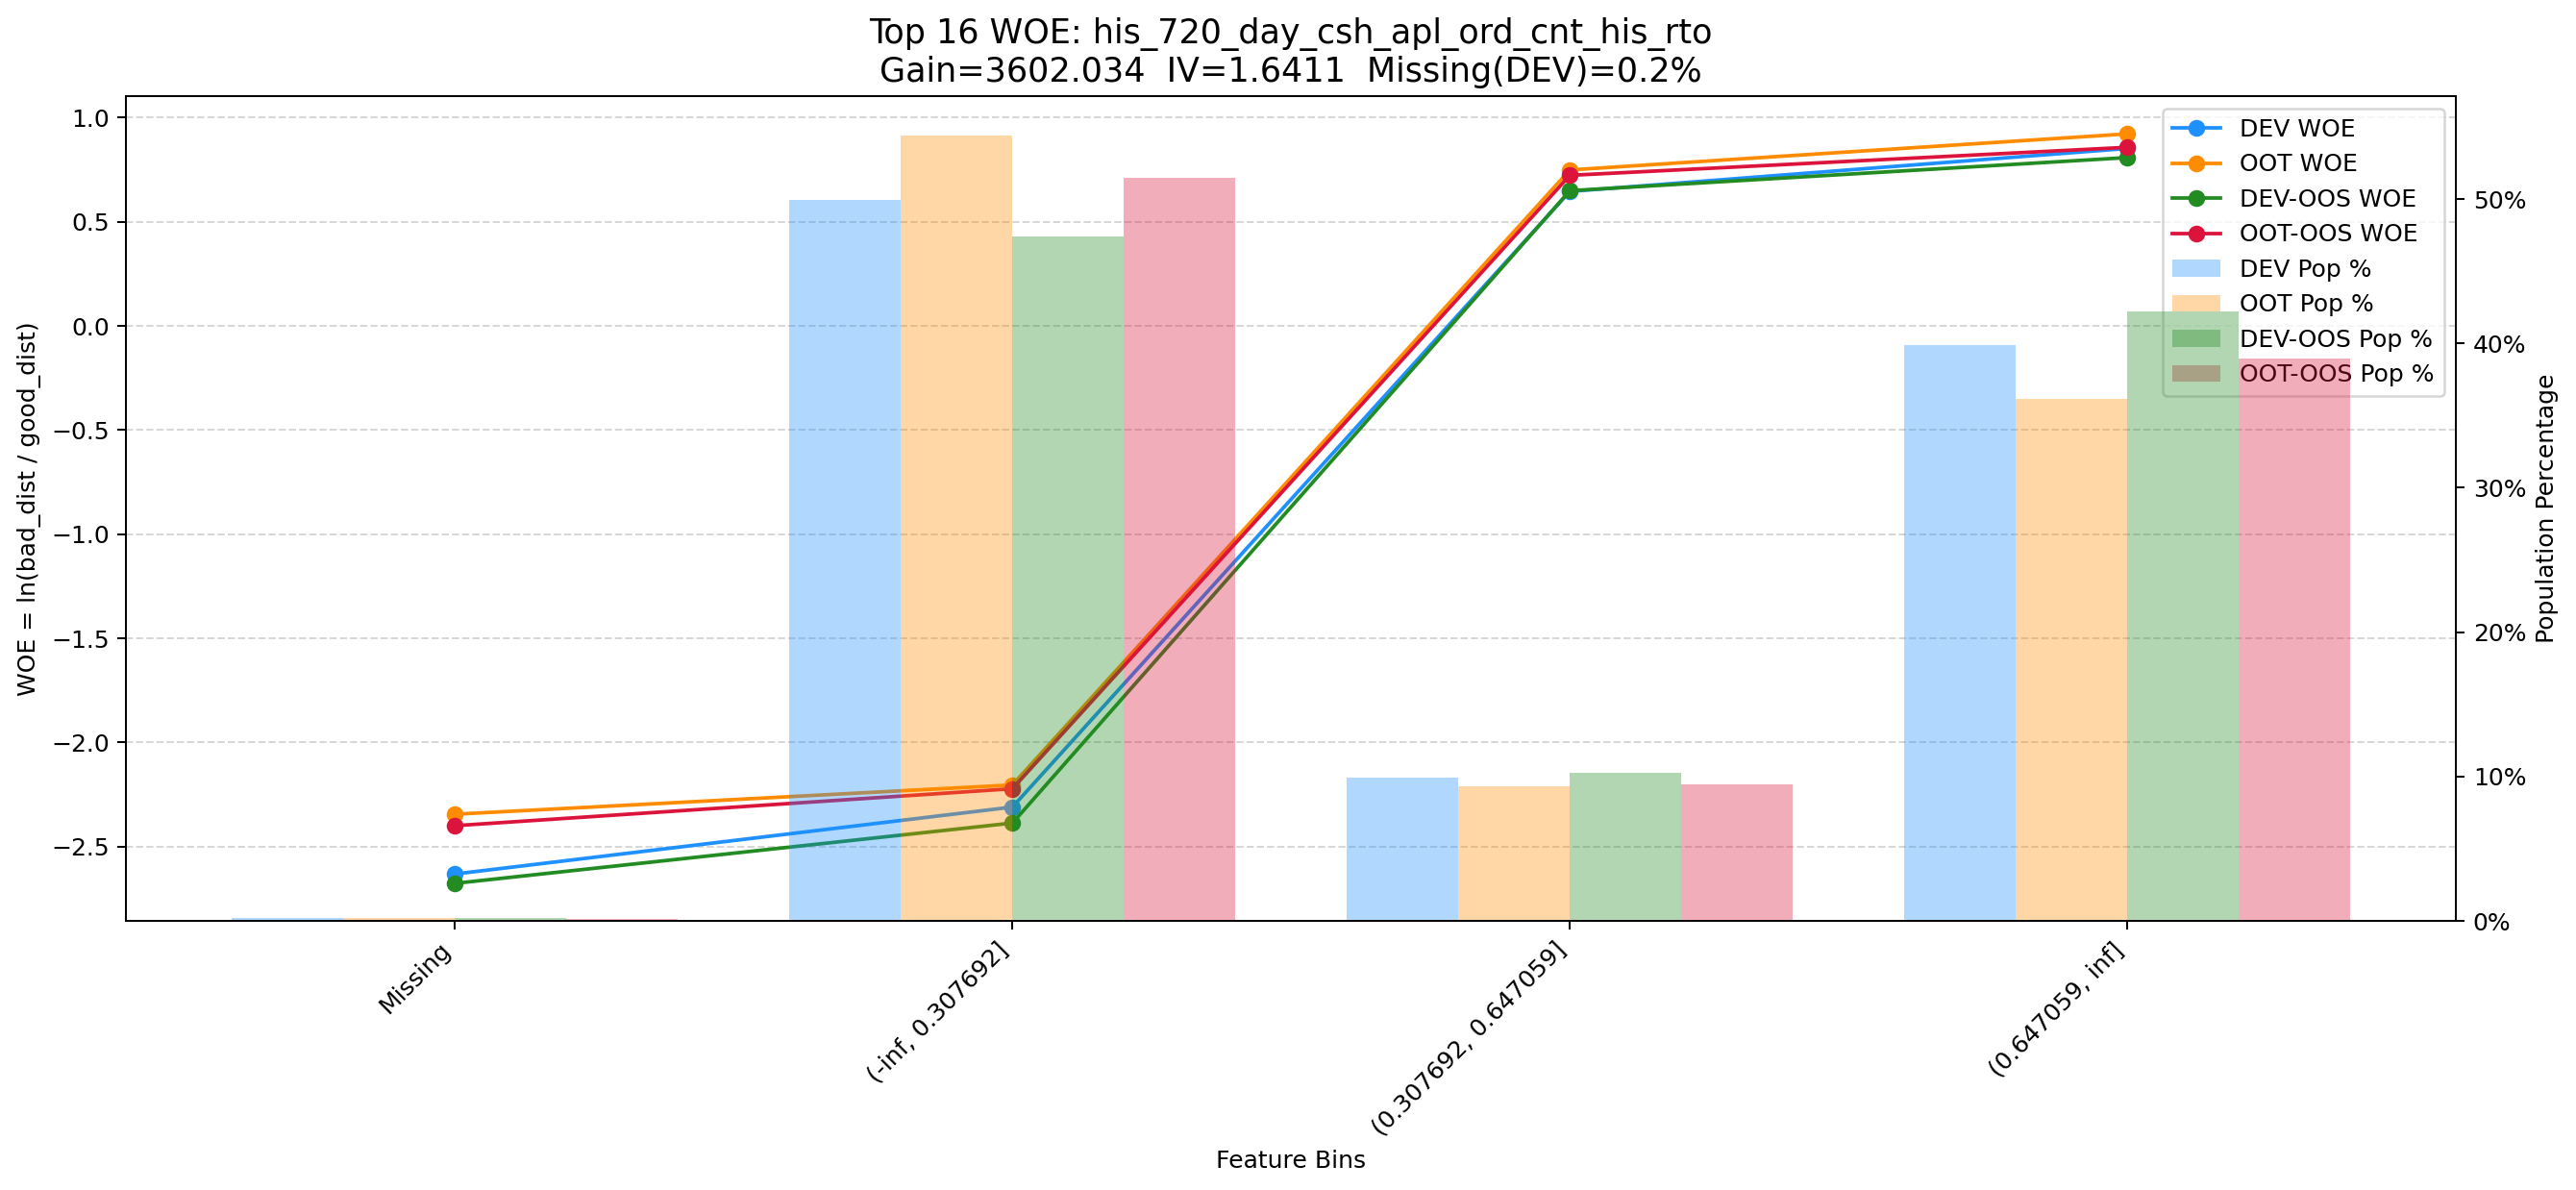 Top 16 WOE: his_720_day_csh_apl_ord_cnt_his_rto
Gain=3602.034  IV=1.6411  Missing(DEV)=0.2%
WOE = ln(bad_dist / good_dist)
1.0
0.5
0.0
−0.5
−1.0
−1.5
−2.0
−2.5
DEV WOE
OOT WOE
DEV-OOS WOE
OOT-OOS WOE
DEV Pop %
OOT Pop %
DEV-OOS Pop %
OOT-OOS Pop %
50%
40%
30%
20%
10%
0%
Population Percentage
Missing
(-inf, 0.307692]
(0.307692, 0.647059]
(0.647059, inf]
Feature Bins